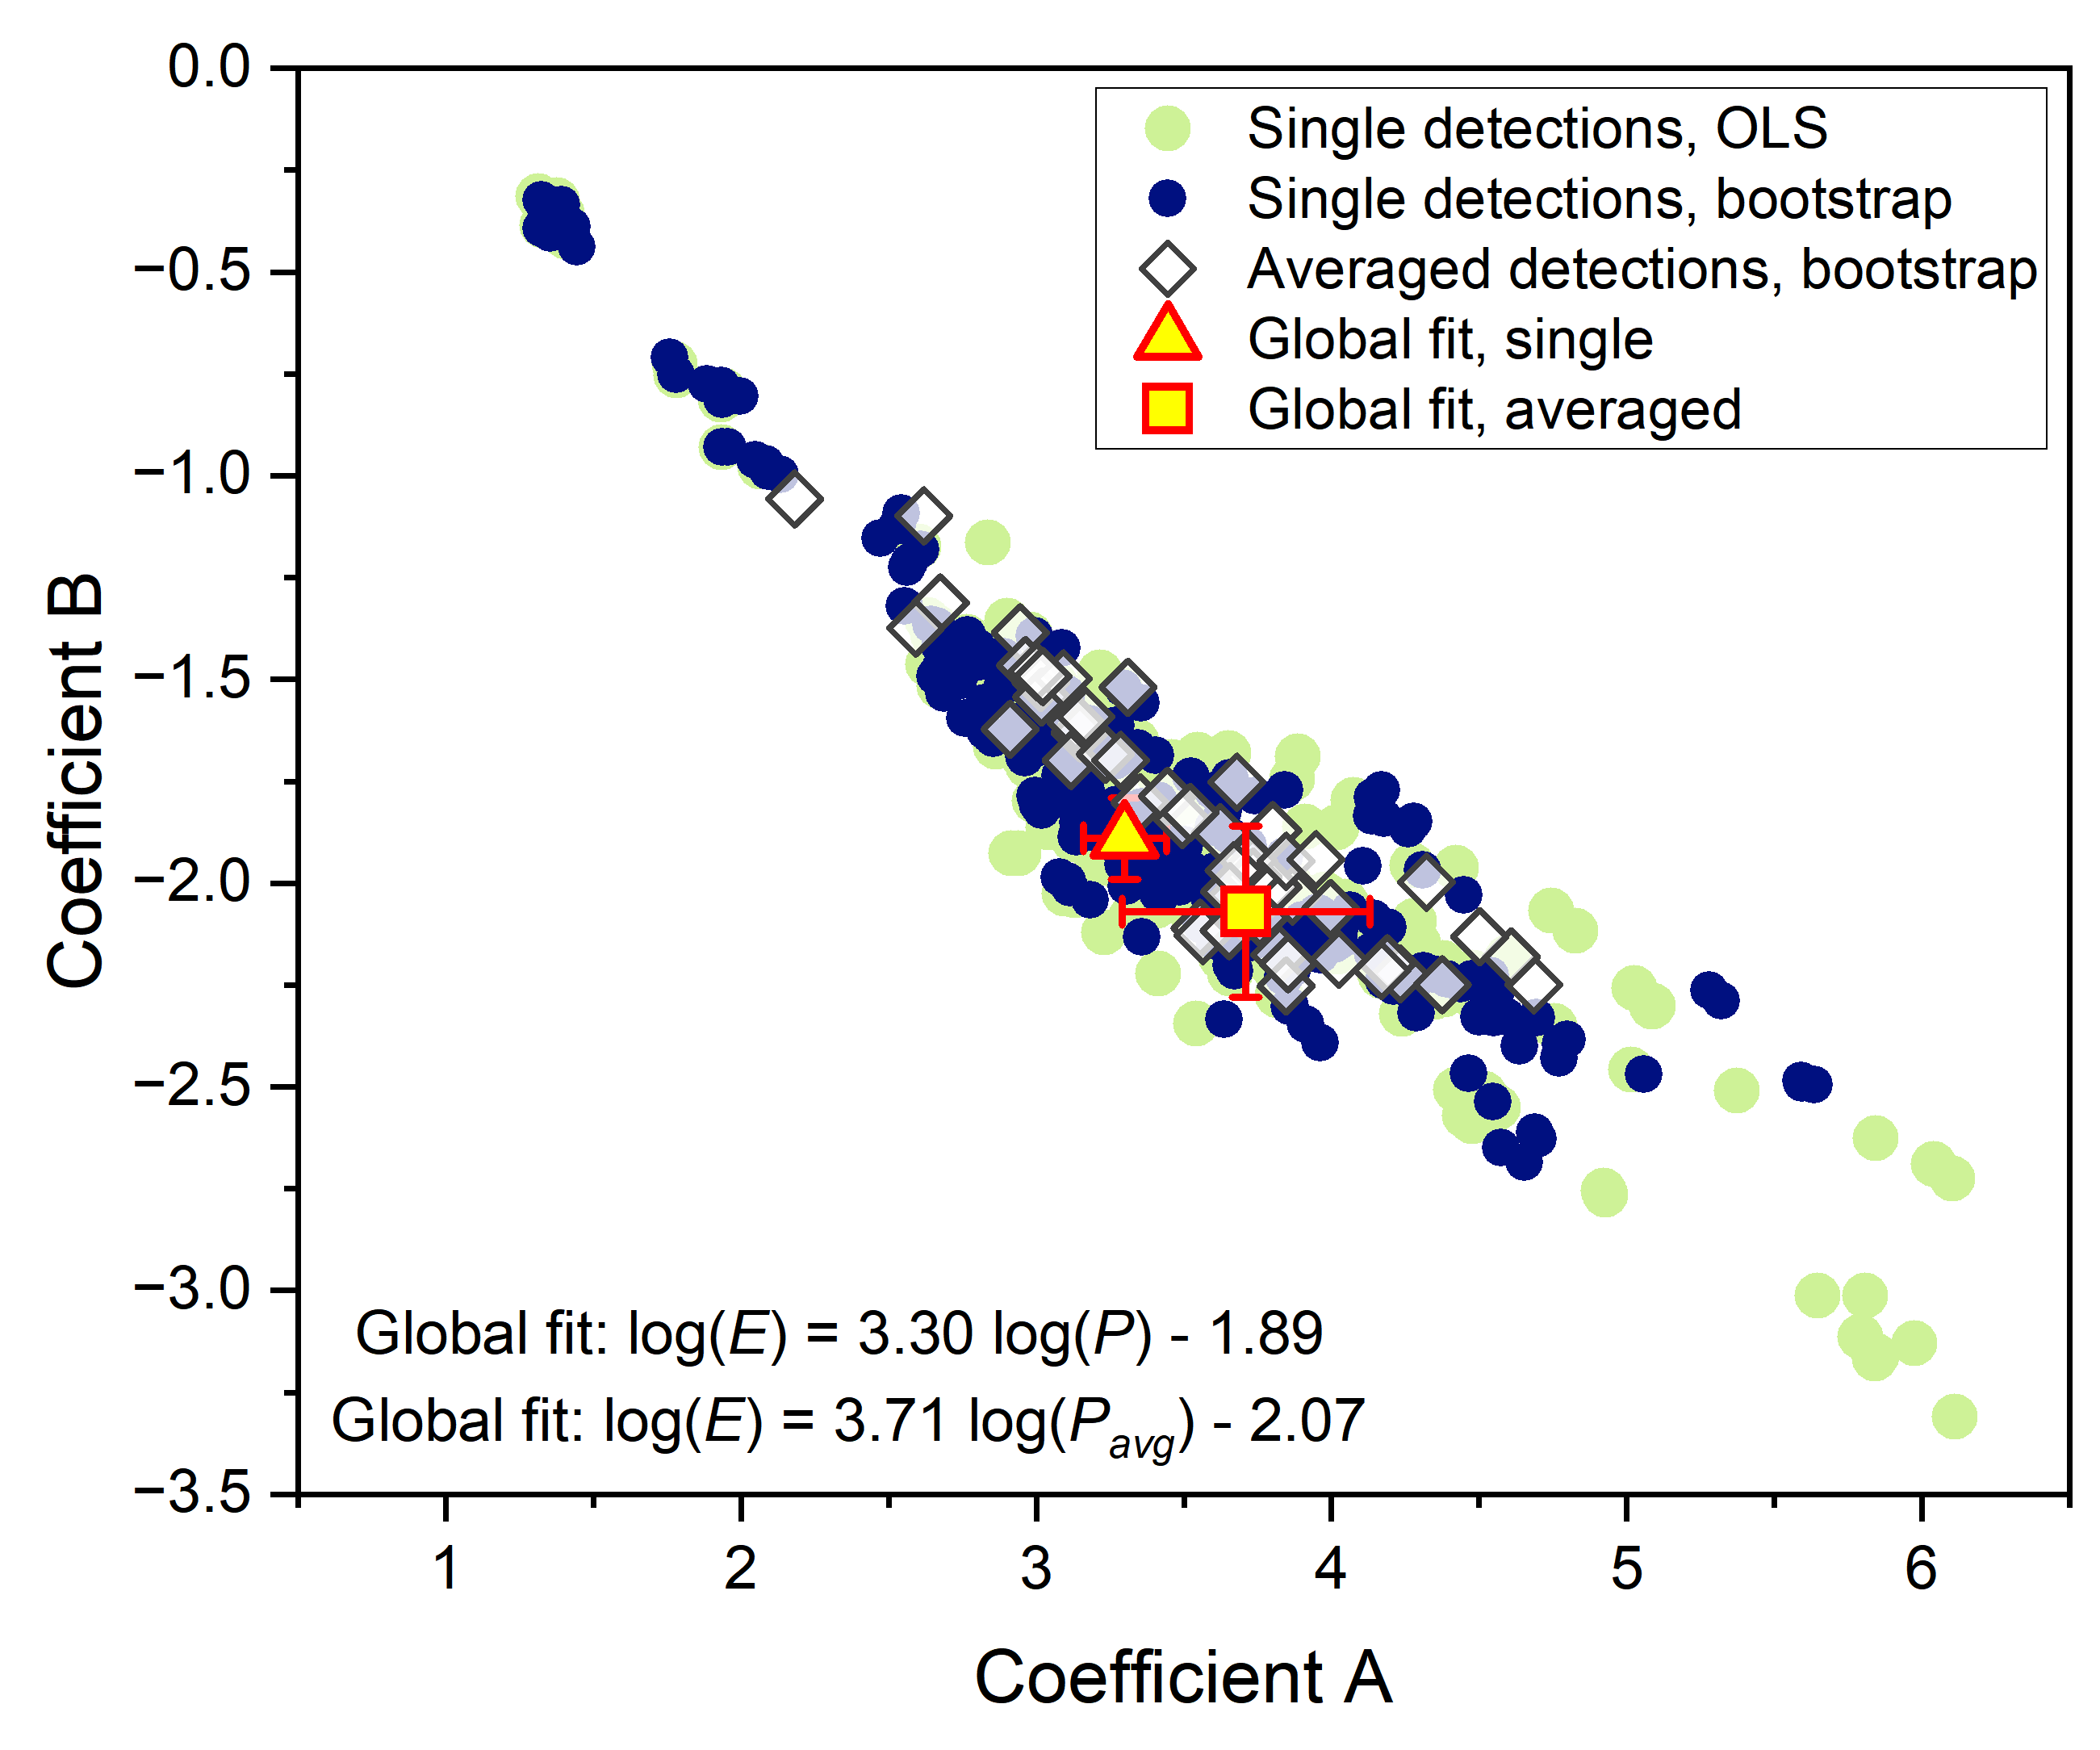 0.0
−0.5
−1.0
−1.5
−2.0
−2.5
−3.0
−3.5
Coefficient B
Single detections, OLS
Single detections, bootstrap
Averaged detections, bootstrap
Global fit, single
Global fit, averaged
Global fit: log(E) = 3.30 log(P) - 1.89
Global fit: log(E) = 3.71 log(Pavg) - 2.07
1 2 3 4 5 6
Coefficient A